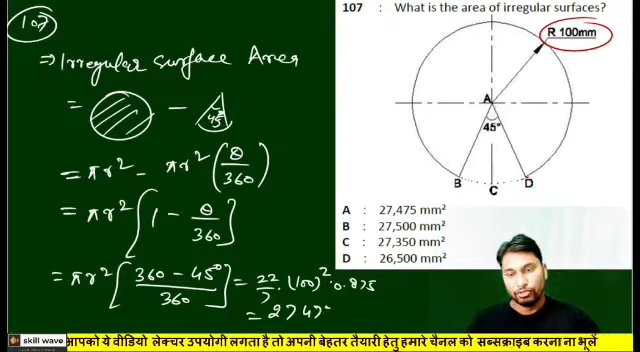 107
⇒ Irregular Surface Area
= - 45°
= πr² - πr² (θ/360)
= πr² [1 - θ/360]
= πr² [360 - 45°/360] = 22/7 . (100)² . 0.875
= 2747
107 : What is the area of irregular surfaces?
R 100mm
A
45°
B
C
D
A : 27,475 mm²
B : 27,500 mm²
C : 27,350 mm²
D : 26,500 mm²
skill wave
आपको ये वीडियो लेक्चर उपयोगी लगता है तो अपनी बेहतर तैयारी हेतु हमारे चैनल को सब्सक्राइब करना ना भूलें